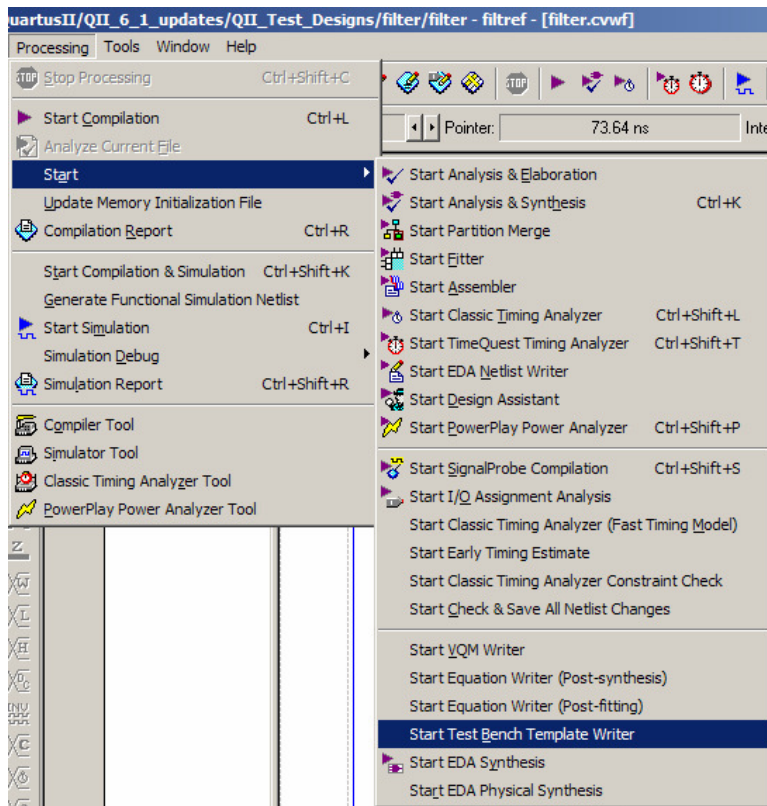 uartusII/QII_6_1_updates/QII_Test_Designs/filter/filter - filtref - [filter.cvwf]
Processing Tools Window Help
Stop Processing Ctrl+Shift+C
Start Compilation Ctrl+L
Analyze Current File
Start
Update Memory Initialization File
Compilation Report Ctrl+R
Start Compilation & Simulation Ctrl+Shift+K
Generate Functional Simulation Netlist
Start Simulation Ctrl+I
Simulation Debug
Simulation Report Ctrl+Shift+R
Compiler Tool
Simulator Tool
Classic Timing Analyzer Tool
PowerPlay Power Analyzer Tool
STOP
Pointer: 73.64 ns Inte
Start Analysis & Elaboration
Start Analysis & Synthesis Ctrl+K
Start Partition Merge
Start Fitter
Start Assembler
Start Classic Timing Analyzer Ctrl+Shift+L
Start TimeQuest Timing Analyzer Ctrl+Shift+T
Start EDA Netlist Writer
Start Design Assistant
Start PowerPlay Power Analyzer Ctrl+Shift+P
Start SignalProbe Compilation Ctrl+Shift+S
Start I/O Assignment Analysis
Start Classic Timing Analyzer (Fast Timing Model)
Start Early Timing Estimate
Start Classic Timing Analyzer Constraint Check
Start Check & Save All Netlist Changes
Start VQM Writer
Start Equation Writer (Post-synthesis)
Start Equation Writer (Post-fitting)
Start Test Bench Template Writer
Start EDA Synthesis
Start EDA Physical Synthesis
Z
XW
XL
XH
XDC
INV
XC